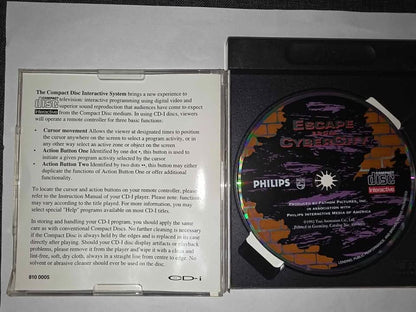 The Compact Disc Interactive System brings a new experience to
COMPACT
disc
Interactive
television: interactive programming using digital video and
superior sound reproduction that audiences have come to expect
from the Compact Disc medium. In using CD-I discs, viewers
will operate a remote controller for three basic functions:
• Cursor movement Allows the viewer at designated times to position
the cursor anywhere on the screen to select a program activity, or in
any other way select an active zone or object on the screen
• Action Button One Identified by one dot •, this button is used to
initiate a given program activity selected by the cursor
• Action Button Two Identified by two dots ••, this button may either
duplicate the functions of Action Button One or offer additional
functionality.
To locate the cursor and action buttons on your remote controller, please
refer to the Instruction Manual of your CD-I player. Please note: functions
may vary according to the title played. For more information, you may
select special "Help" programs available on most CD-I titles.
In storing and handling your CD-I program, you should apply the same
care as with conventional Compact Discs. No further cleaning is necessary
if the Compact Disc is always held by the edges and is replaced in its case
directly after playing. Should your CD-I disc display artifacts or playback
problems, please remove it from the player and wipe it with a clean and
lint-free, soft, dry cloth, always in a straight line from centre to edge. No
solvent or abrasive cleaner should ever be used on the disc.
810 0005
CD-i
ESCAPE
FROM
CYBER
PHILIPS
COMPACT
disc
Interactive
PRODUCED BY FATHOM PICTURES, INC.
IN ASSOCIATION WITH
PHILIPS INTERACTIVE MEDIA OF AMERICA
Printed in Germany. Catalog No.